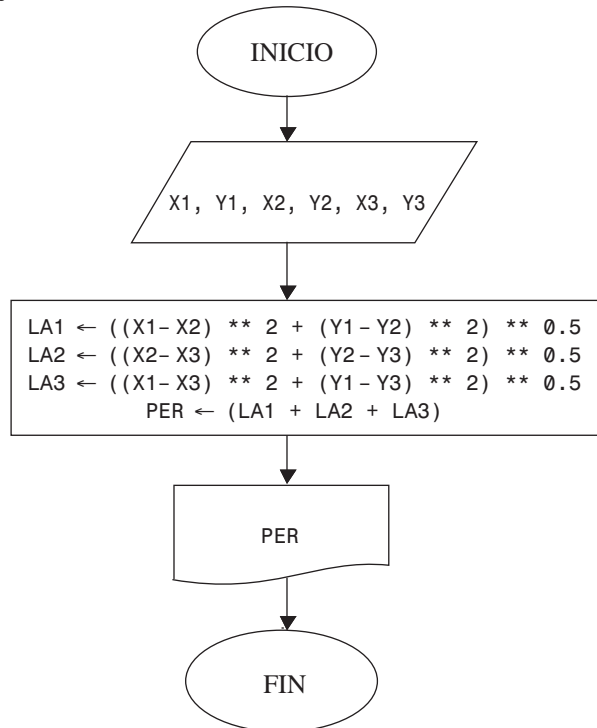 INICIO
X1, Y1, X2, Y2, X3, Y3
LA1 ← ((X1-X2) ** 2 + (Y1-Y2) ** 2) ** 0.5
LA2 ← ((X2-X3) ** 2 + (Y2-Y3) ** 2) ** 0.5
LA3 ← ((X1-X3) ** 2 + (Y1-Y3) ** 2) ** 0.5
PER ← (LA1 + LA2 + LA3)
PER
FIN